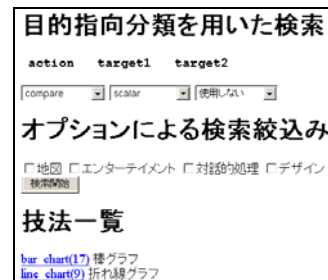 目的指向分類を用いた検索
action target1 target2
compare scalar 使用しない
オプションによる検索絞込み
地図 エンターテイメント 対話的処理 デザイン
検索開始
技法一覧
bar chart(17) 棒グラフ
line chart(9) 折れ線グラフ